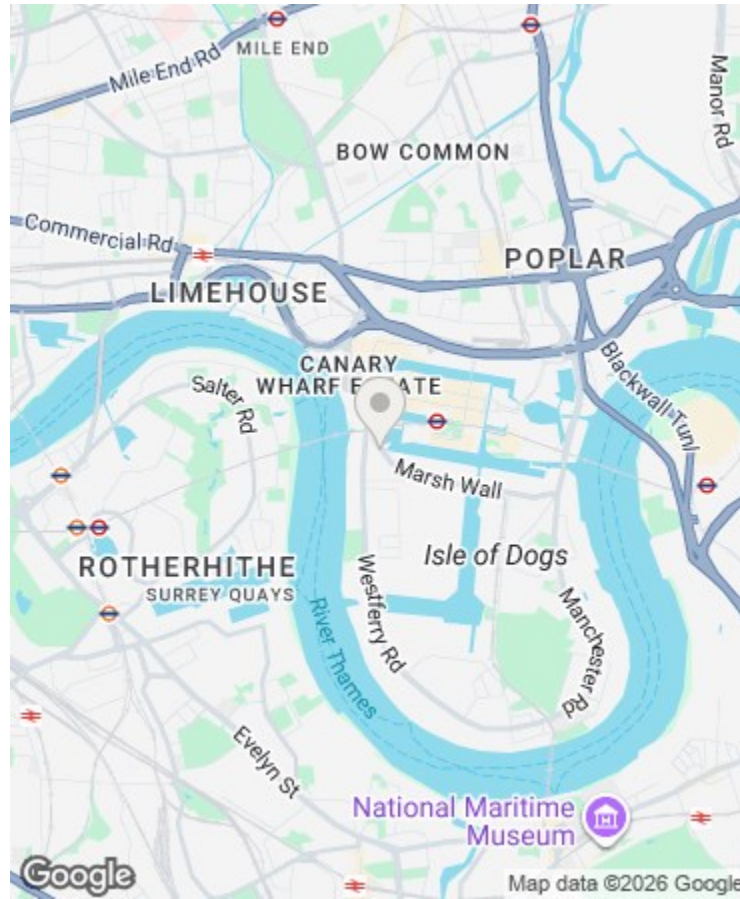 MILE END
Mile End Rd
Manor Rd
BOW COMMON
Commercial Rd
POPLAR
LIMEHOUSE
CANARY
WHARF ESTATE
Salter Rd
Blackwall Tunl
Marsh Wall
Isle of Dogs
ROTHERHITHE
SURREY QUAYS
Westferry Rd
River Thames
Manchester Rd
Evelyn St
National Maritime
Museum
Google
Map data ©2026 Google